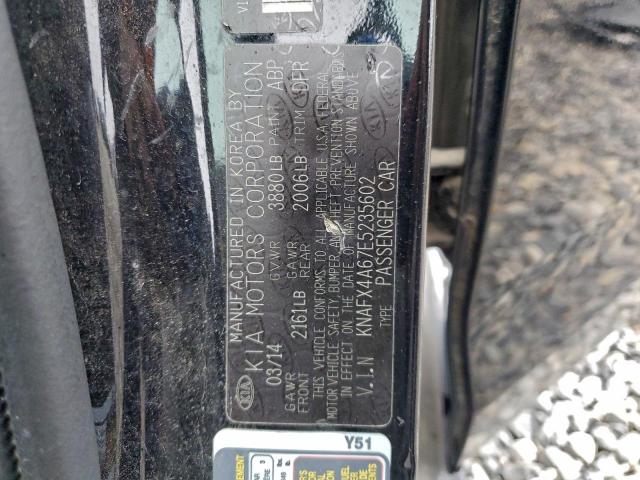 MANUFACTURED IN KOREA BY
KIA MOTORS CORPORATION
03/14 GVWR 3880LB PAINT ABP
GAWR FRONT 2161LB GAWR REAR 2006LB TRIM DPR
THIS VEHICLE CONFORMS TO ALL APPLICABLE U.S.A FEDERAL
MOTOR VEHICLE SAFETY, BUMPER, AND THEFT PREVENTION STANDARDS
IN EFFECT ON THE DATE OF MANUFACTURE SHOWN ABOVE
V.I.N KNAFX4A67E5235602
TYPE PASSENGER CAR
KIA
Y51